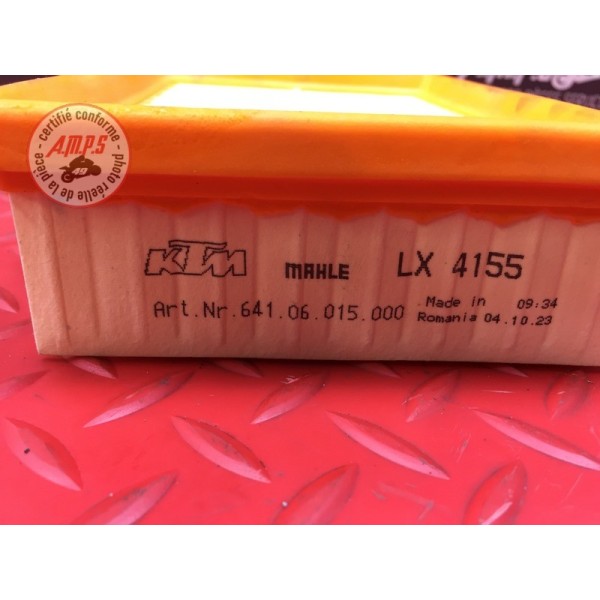 certifié conforme
A.M.P.S
49
photo réelle de la pièce
KTM MAHLE LX 4155
Art.Nr.641.06.015.000
Made in 09:34
Romania 04.10.23